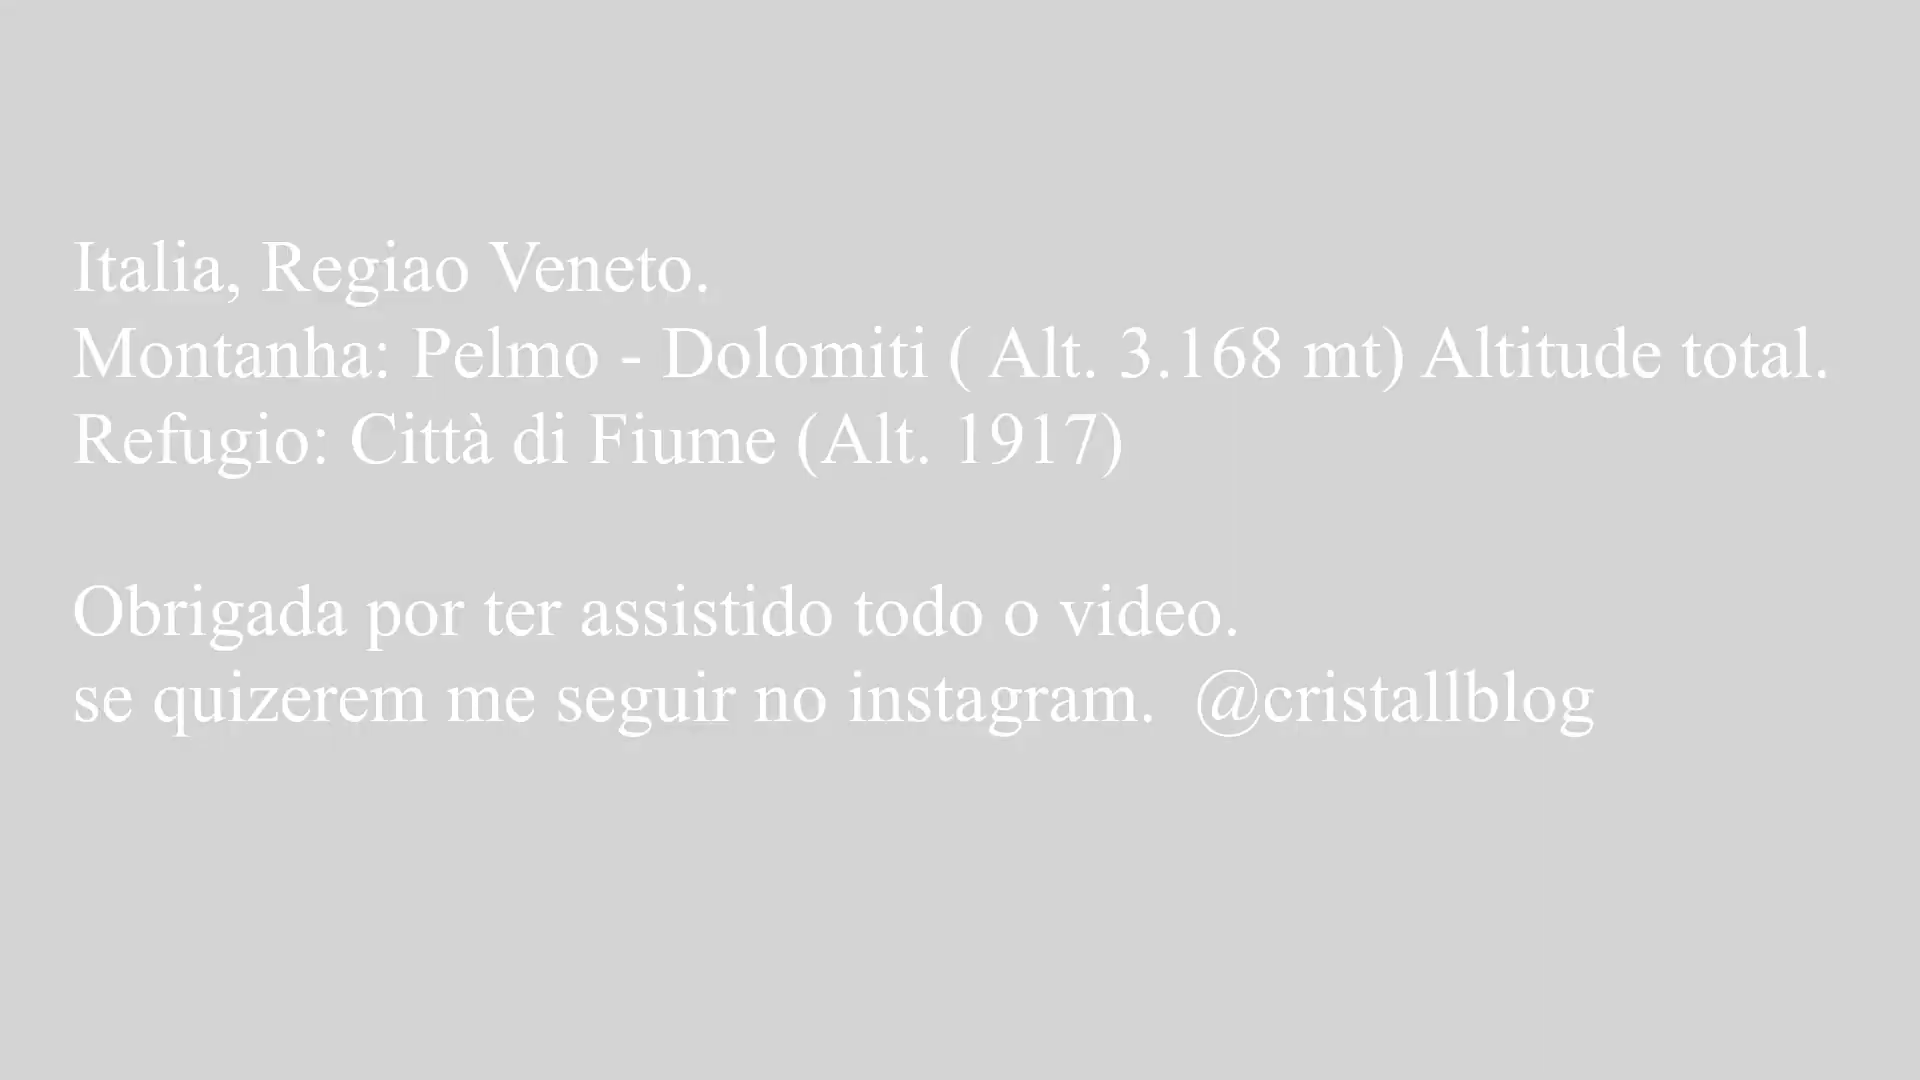 Italia, Regiao Veneto.
Montanha: Pelmo - Dolomiti ( Alt. 3.168 mt) Altitude total.
Refugio: Città di Fiume (Alt. 1917)
Obrigada por ter assistido todo o video.
se quizerem me seguir no instagram.  @cristallblog